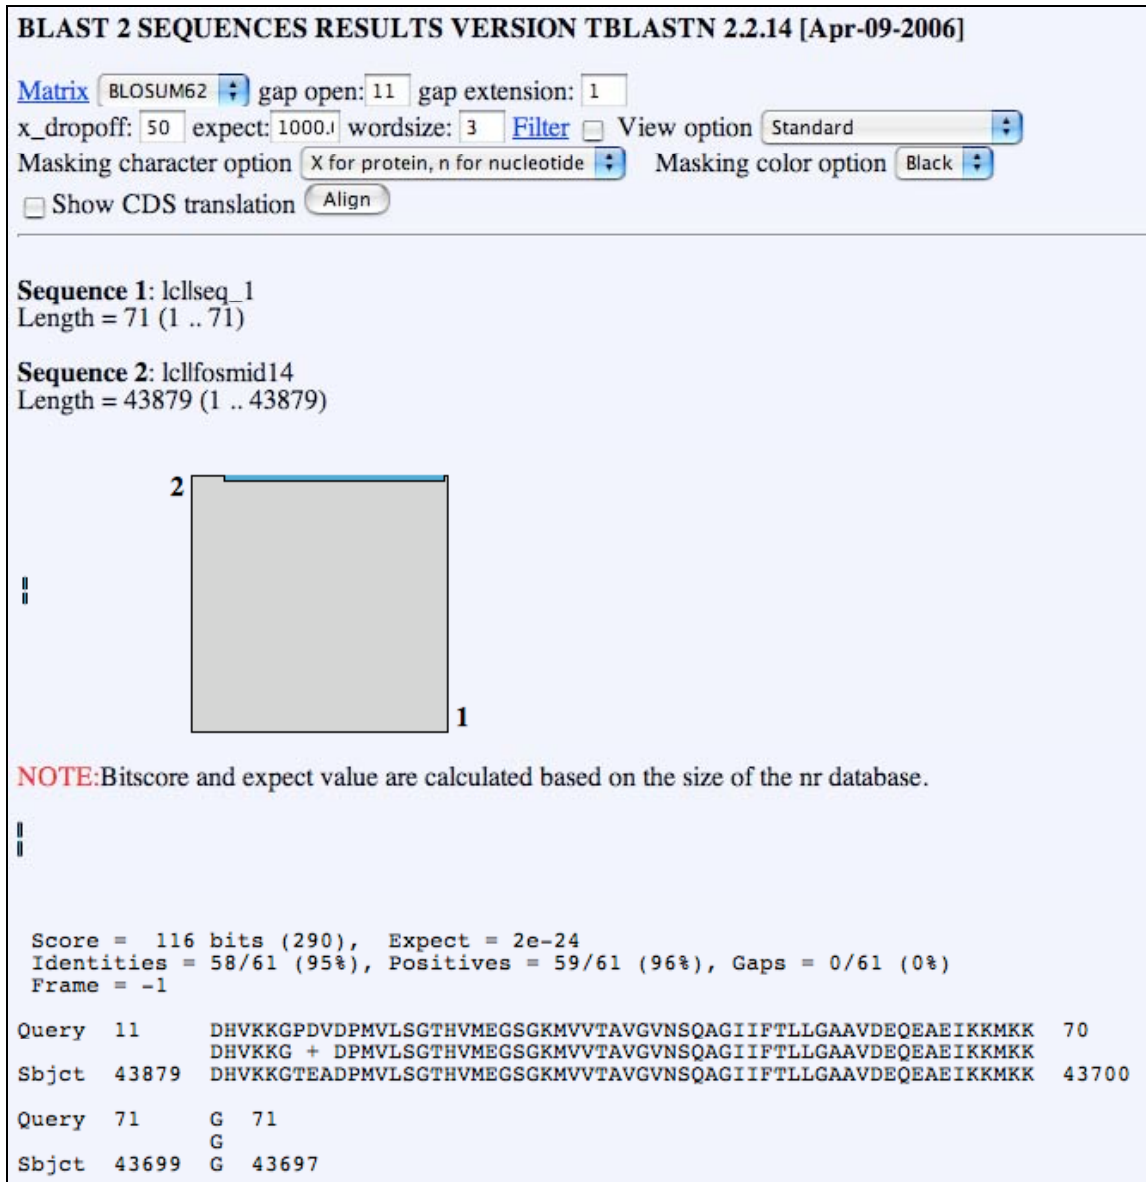 BLAST 2 SEQUENCES RESULTS VERSION TBLASTN 2.2.14 [Apr-09-2006]
Matrix BLOSUM62 gap open: 11 gap extension: 1
x_dropoff: 50 expect: 1000.( wordsize: 3 Filter View option Standard
Masking character option X for protein, n for nucleotide Masking color option Black
Show CDS translation Align
Sequence 1: lcl|seq_1
Length = 71 (1 .. 71)
Sequence 2: lcl|fosmid14
Length = 43879 (1 .. 43879)
2
1
NOTE:Bitscore and expect value are calculated based on the size of the nr database.
Score = 116 bits (290), Expect = 2e-24
Identities = 58/61 (95%), Positives = 59/61 (96%), Gaps = 0/61 (0%)
Frame = -1
Query 11 DHVKKGPDVDPMVLSGTHVMEGSGKMVVTAVGVNSQAGIIFTLLGAAVDEQEAEIKKMKK 70
DHVKKG + DPMVLSGTHVMEGSGKMVVTAVGVNSQAGIIFTLLGAAVDEQEAEIKKMKK
Sbjct 43879 DHVKKGTEADPMVLSGTHVMEGSGKMVVTAVGVNSQAGIIFTLLGAAVDEQEAEIKKMKK 43700
Query 71 G 71
G
Sbjct 43699 G 43697